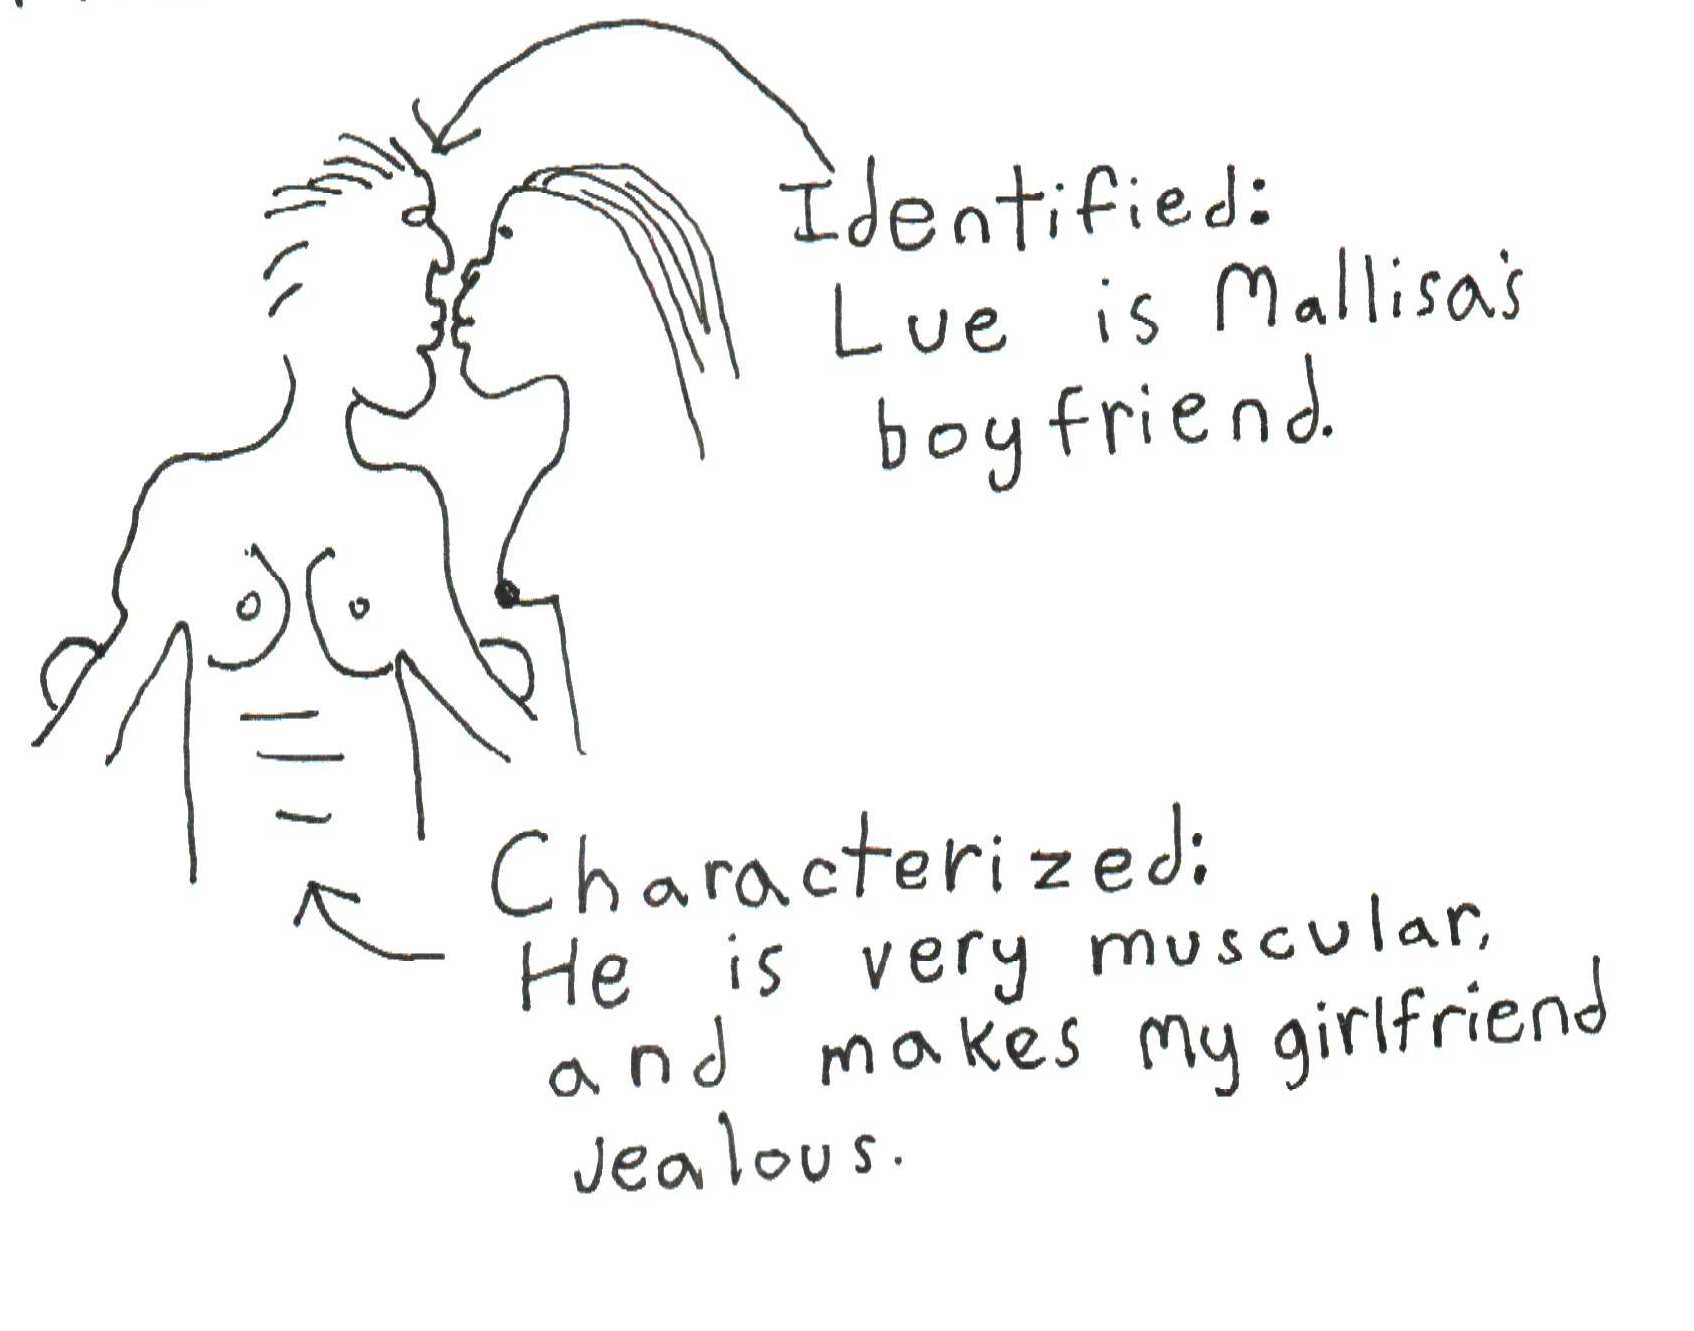 Identified:
Lue is Mallisa's
boyfriend.
Characterized:
He is very muscular,
and makes my girlfriend
jealous.